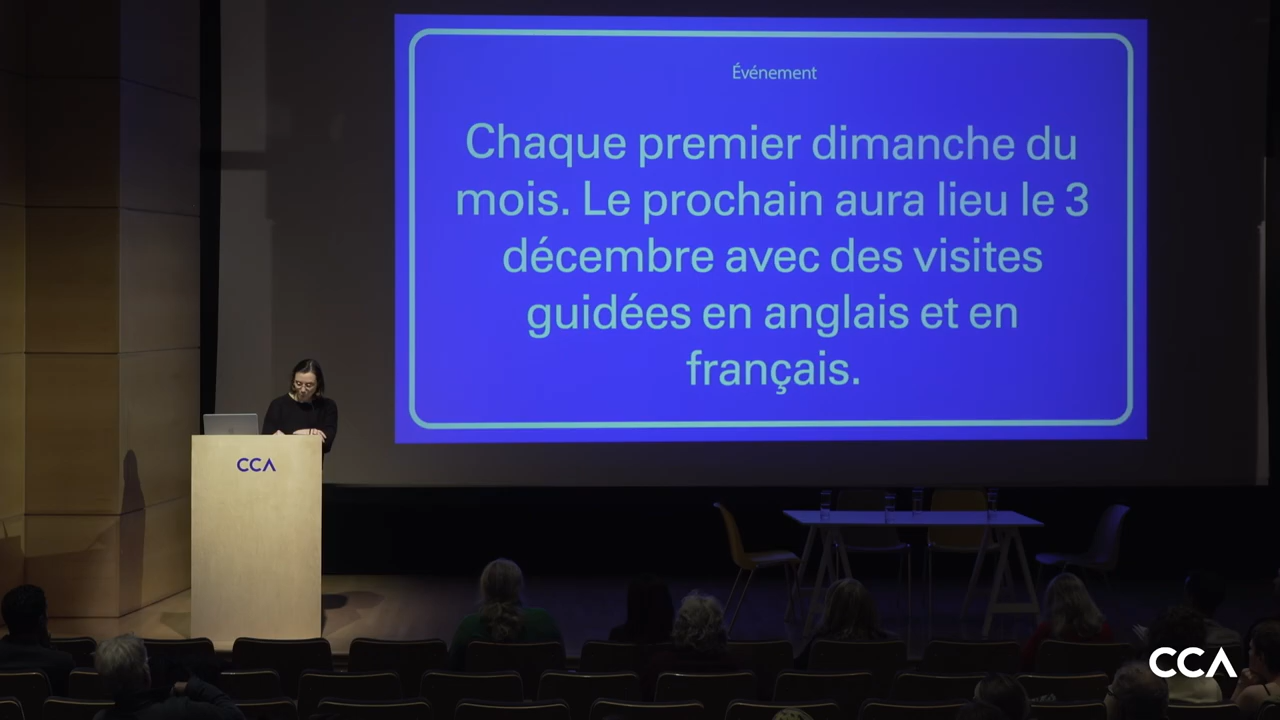 Événement
Chaque premier dimanche du
mois. Le prochain aura lieu le 3
décembre avec des visites
guidées en anglais et en
français.
CCA
CCA